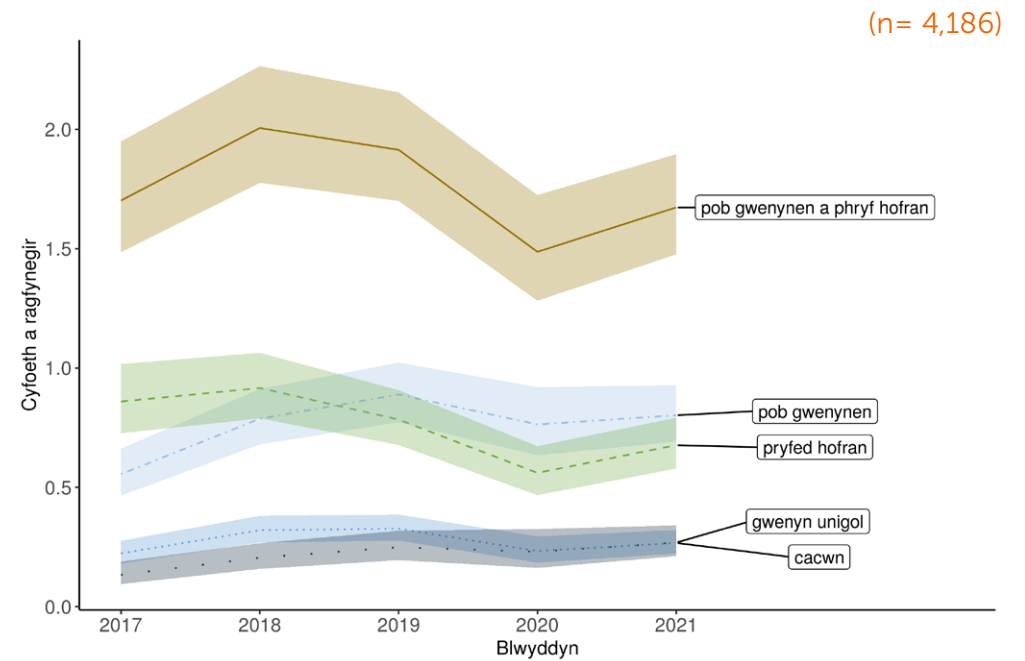 (n= 4,186)
Cyfoeth a ragfynegir
2.0
1.5
1.0
0.5
0.0
pob gwenynen a phryf hofran
pob gwenynen
pryfed hofran
gwenyn unigol
cacwn
2017 2018 2019 2020 2021
Blwyddyn